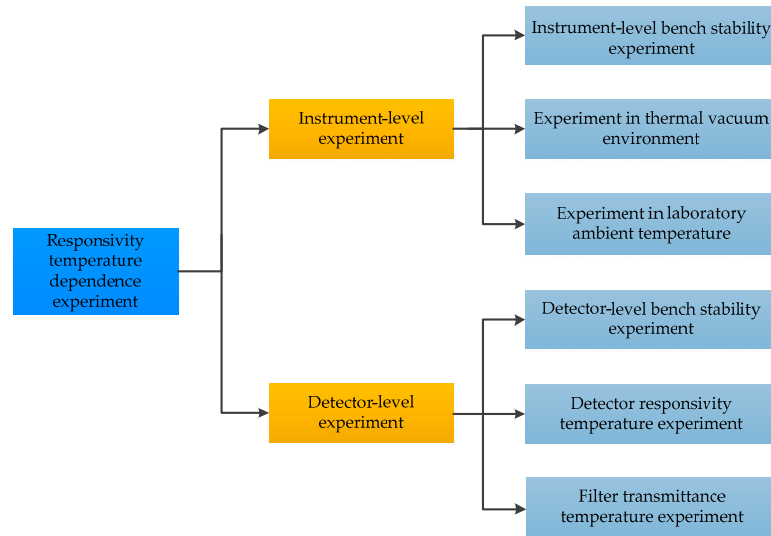 Responsivity
temperature
dependence
experiment
Instrument-level
experiment
Instrument-level bench stability
experiment
Experiment in thermal vacuum
environment
Experiment in laboratory
ambient temperature
Detector-level
experiment
Detector-level bench stability
experiment
Detector responsivity
temperature experiment
Filter transmittance
temperature experiment